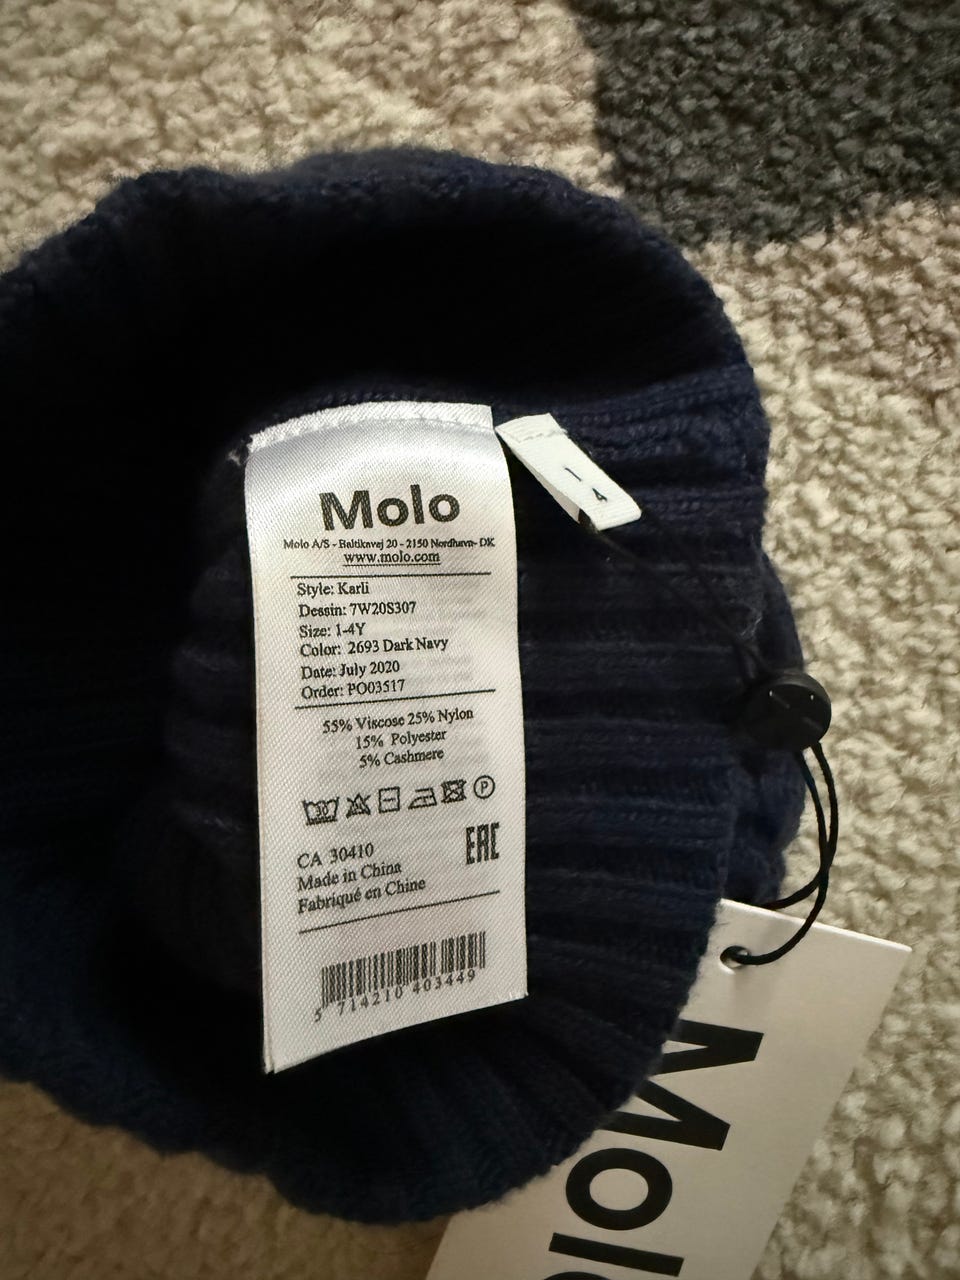 Molo
Molo A/S - Baltikavej 20 - 2150 Nordhavn- DK
www.molo.com
Style: Karli
Dessin: 7W20S307
Size: 1-4Y
Color: 2693 Dark Navy
Date: July 2020
Order: PO03517
55% Viscose 25% Nylon
15% Polyester
5% Cashmere
30
P
EAC
CA 30410
Made in China
Fabriqué en Chine
5 714210 403449
- 4
Molo